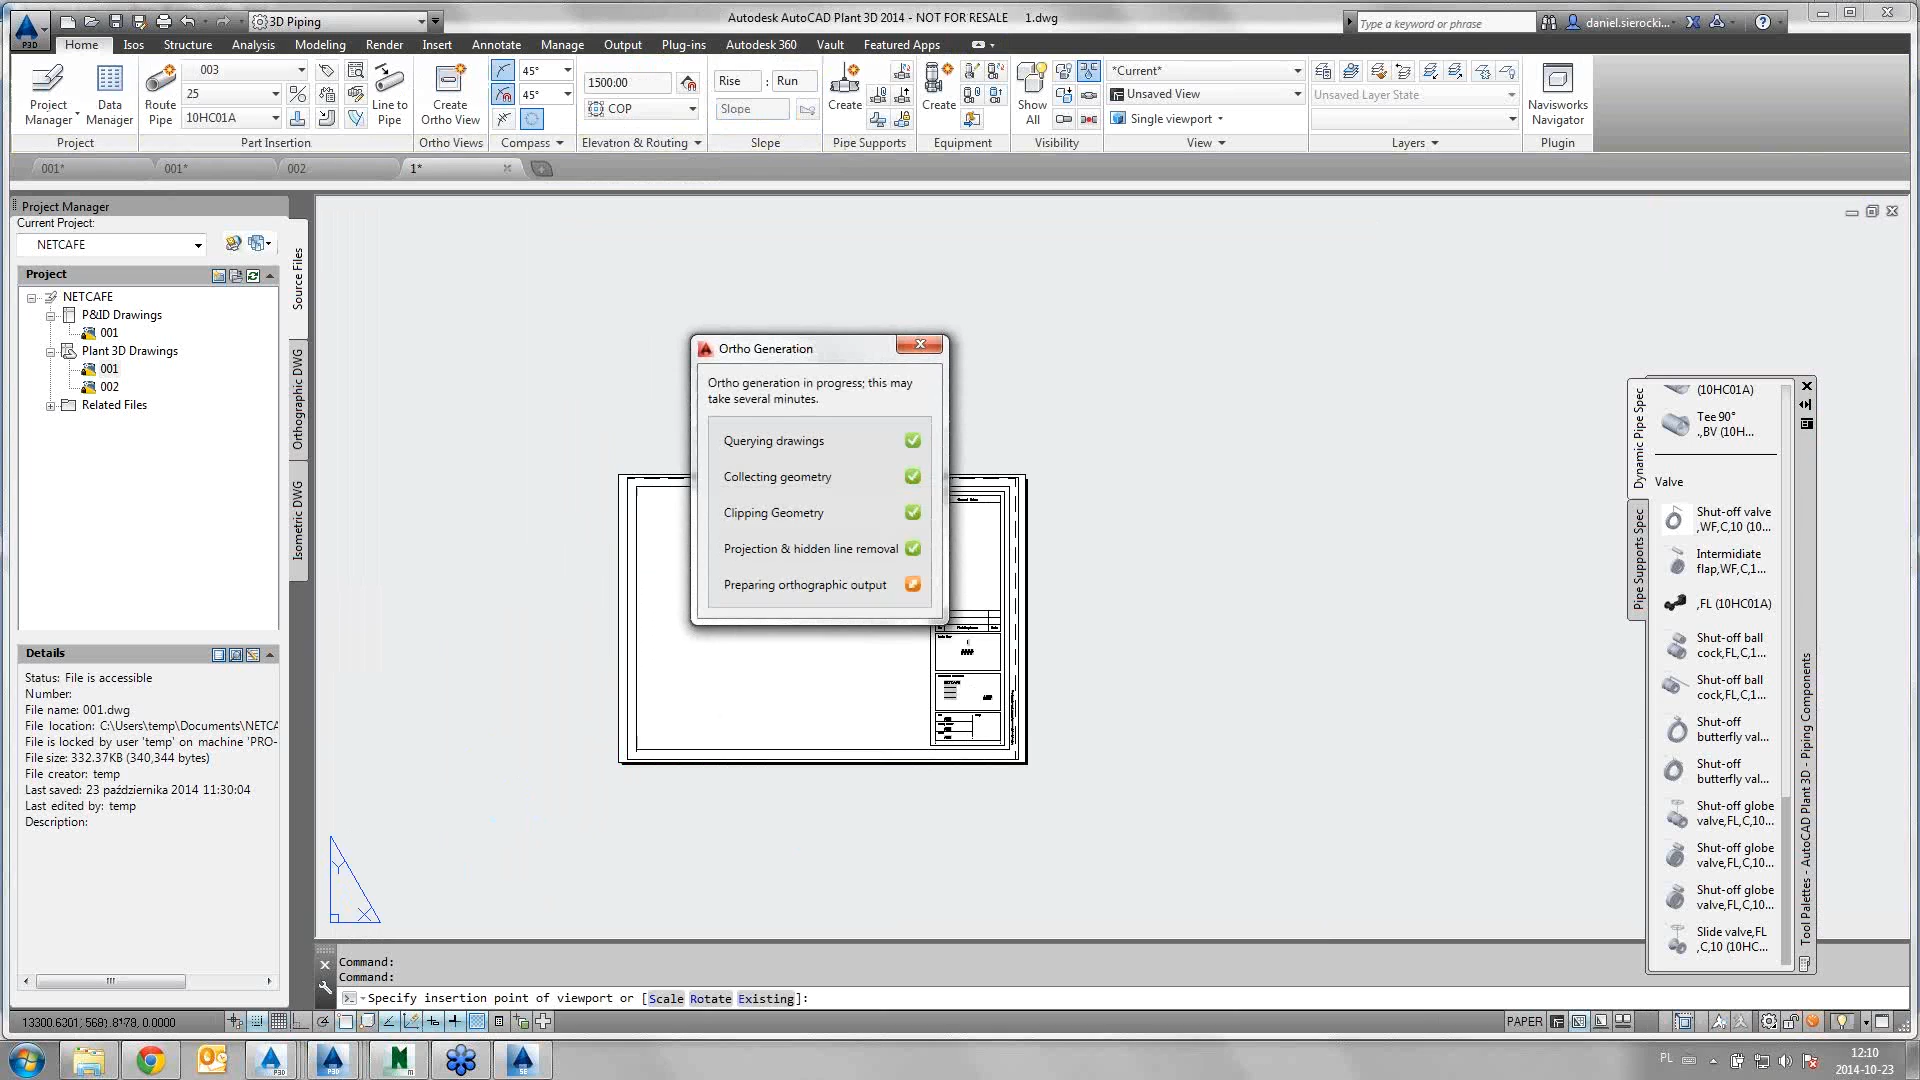 3D Piping
Autodesk AutoCAD Plant 3D 2014 - NOT FOR RESALE 1.dwg
Type a keyword or phrase
daniel.sierocki...
P3D
Home Isos Structure Analysis Modeling Render Insert Annotate Manage Output Plug-ins Autodesk 360 Vault Featured Apps
Project Manager
Data Manager
Route Pipe
003
25
10HC01A
Line to Pipe
Create Ortho View
45°
45°
1500:00
COP
Rise : Run
Slope
Create
Create
Show All
*Current*
Unsaved View
Single viewport
Unsaved Layer State
Navisworks Navigator
Project Part Insertion Ortho Views Compass Elevation & Routing Slope Pipe Supports Equipment Visibility View Layers Plugin
001* 001* 002 1*
Project Manager
Current Project:
NETCAFE
Project
NETCAFE
P&ID Drawings
001
Plant 3D Drawings
001
002
Related Files
Source Files
Orthographic DWG
Isometric DWG
Details
Status: File is accessible
Number:
File name: 001.dwg
File location: C:\Users\temp\Documents\NETCA
File is locked by user 'temp' on machine 'PRO-
File size: 332.37KB (340,344 bytes)
File creator: temp
Last saved: 23 października 2014 11:30:04
Last edited by: temp
Description:
Ortho Generation
Ortho generation in progress; this may
take several minutes.
Querying drawings
Collecting geometry
Clipping Geometry
Projection & hidden line removal
Preparing orthographic output
NETCAFE
Y
X
Dynamic Pipe Spec
Pipe Supports Spec
(10HC01A)
Tee 90°
.,BV (10H...
Valve
Shut-off valve
,WF,C,10 (10...
Intermidiate
flap,WF,C,1...
,FL (10HC01A)
Shut-off ball
cock,FL,C,1...
Shut-off ball
cock,FL,C,1...
Shut-off
butterfly val...
Shut-off
butterfly val...
Shut-off globe
valve,FL,C,10...
Shut-off globe
valve,FL,C,10...
Shut-off globe
valve,FL,C,10...
Slide valve,FL
,C,10 (10HC...
Tool Palettes - AutoCAD Plant 3D - Piping Components
Command:
Command:
Specify insertion point of viewport or [Scale Rotate Existing]:
PAPER
P3D
P3D
SE
PL
12:10
2014-10-23